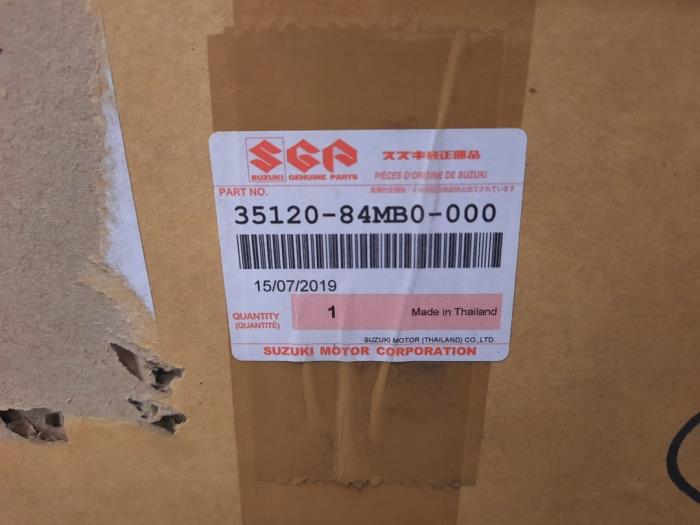 SGP
SUZUKI GENUINE PARTS
スズキ純正部品
PIÈCES D'ORIGINE DE SUZUKI
PART NO.
35120-84MB0-000
15/07/2019
QUANTITY
(QUANTITÉ)
1
Made in Thailand
SUZUKI MOTOR (THAILAND) CO.,LTD.
SUZUKI MOTOR CORPORATION